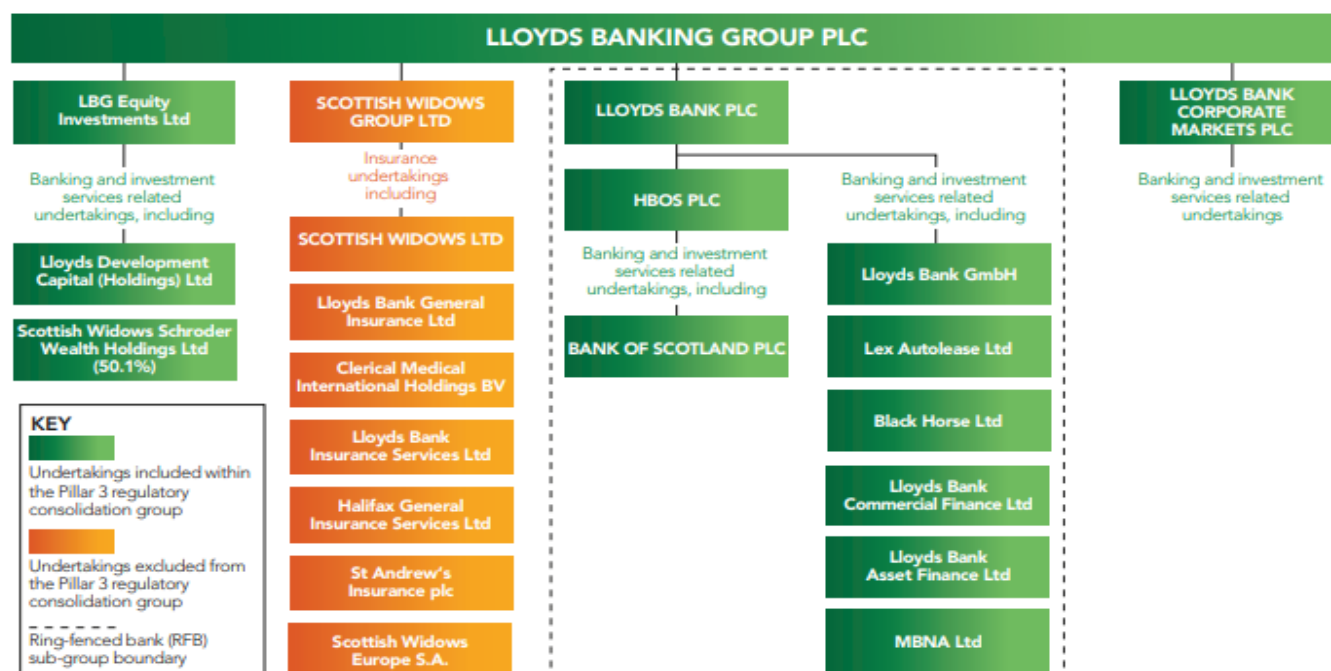 LLOYDS BANKING GROUP PLC
LBG Equity
Investments Ltd
Banking and investment
services related
undertakings, including
Lloyds Development
Capital (Holdings) Ltd
Scottish Widows Schroder
Wealth Holdings Ltd
(50.1%)
KEY
Undertakings included within
the Pillar 3 regulatory
consolidation group
Undertakings excluded from
the Pillar 3 regulatory
consolidation group
Ring-fenced bank (RFB)
sub-group boundary
SCOTTISH WIDOWS
GROUP LTD
Insurance
undertakings
including
SCOTTISH WIDOWS LTD
Lloyds Bank General
Insurance Ltd
Clerical Medical
International Holdings BV
Lloyds Bank
Insurance Services Ltd
Halifax General
Insurance Services Ltd
St Andrew's
Insurance plc
Scottish Widows
Europe S.A.
LLOYDS BANK PLC
HBOS PLC
Banking and investment
services related
undertakings, including
BANK OF SCOTLAND PLC
Banking and investment
services related
undertakings, including
Lloyds Bank GmbH
Lex Autolease Ltd
Black Horse Ltd
Lloyds Bank
Commercial Finance Ltd
Lloyds Bank
Asset Finance Ltd
MBNA Ltd
LLOYDS BANK
CORPORATE
MARKETS PLC
Banking and investment
services related
undertakings